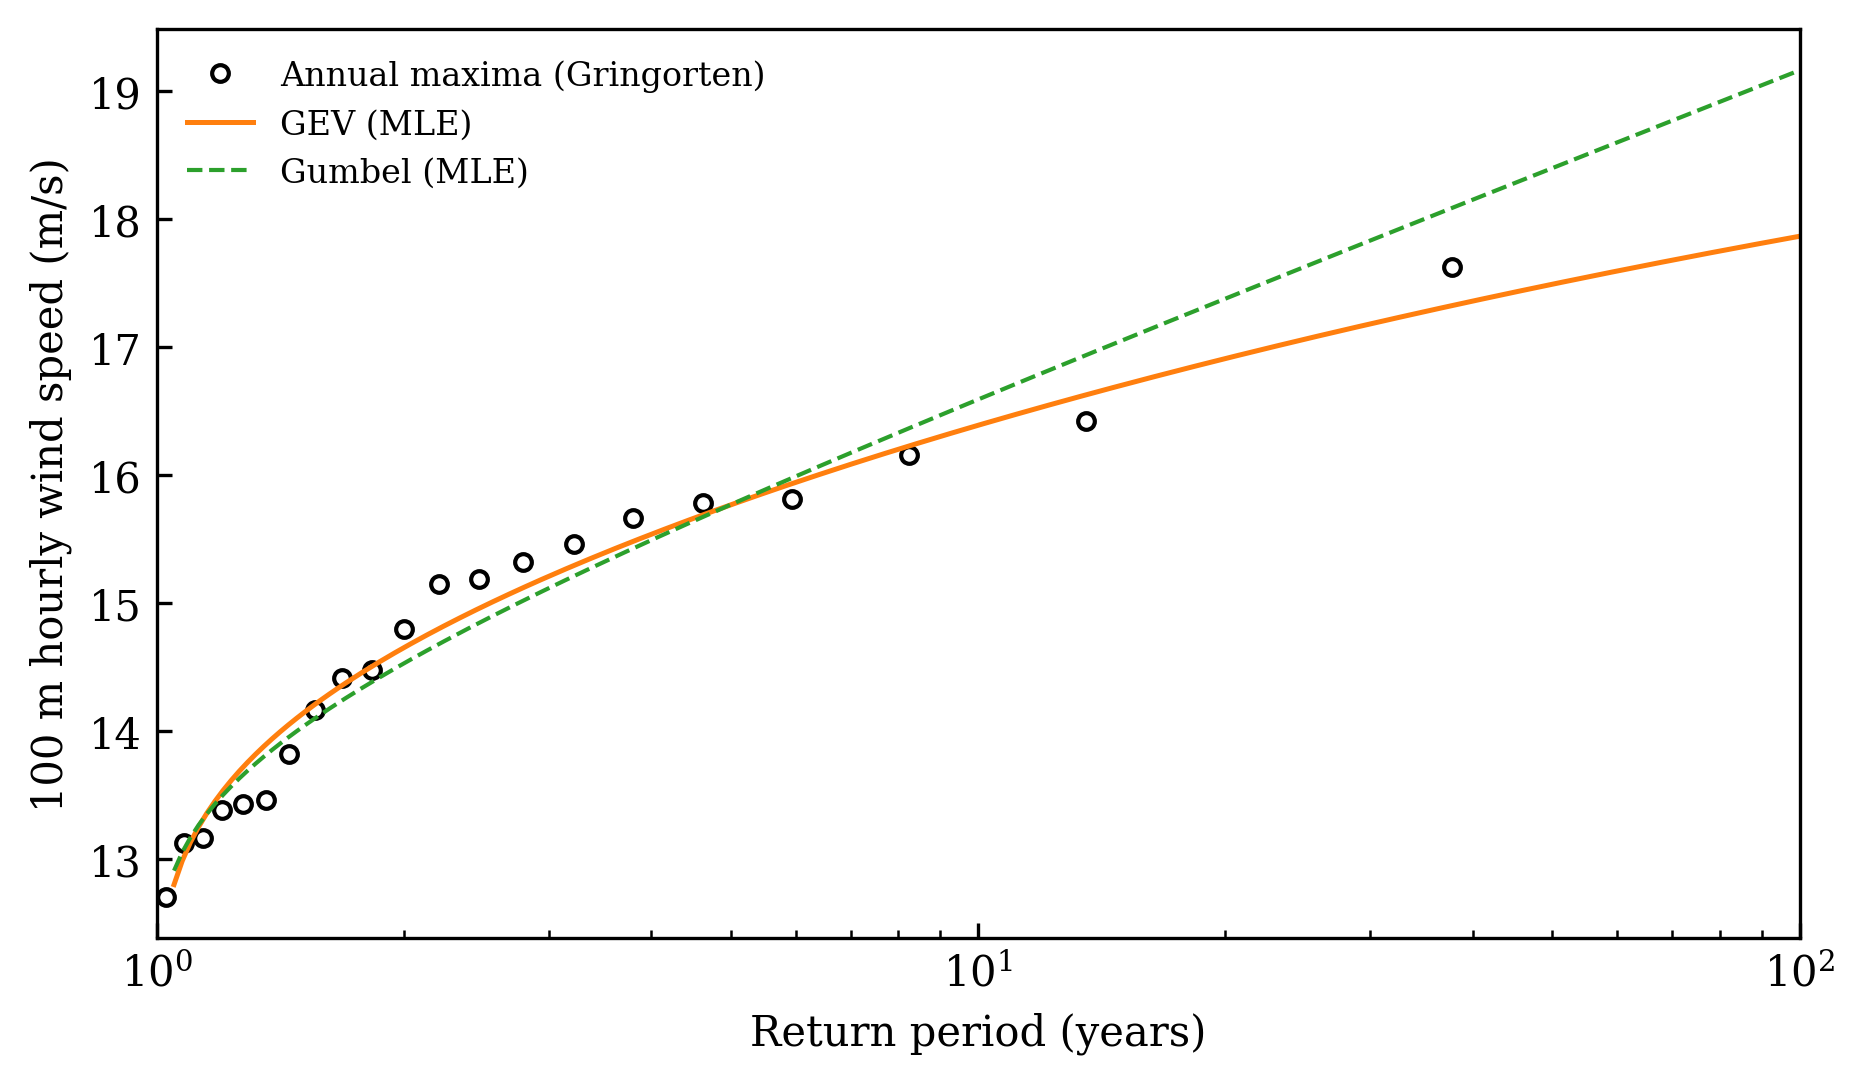 Annual maxima (Gringorten)
GEV (MLE)
Gumbel (MLE)
100 m hourly wind speed (m/s)
19
18
17
16
15
14
13
10⁰
10¹
10²
Return period (years)